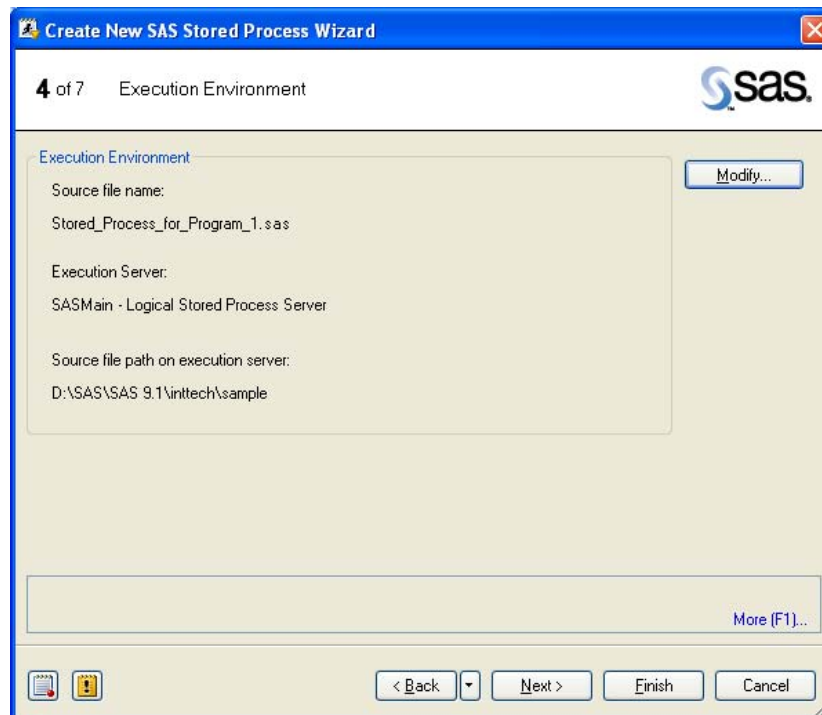 Create New SAS Stored Process Wizard
4 of 7 Execution Environment
sas.
TM
Execution Environment
Modify...
Source file name:
Stored_Process_for_Program_1.sas
Execution Server:
SASMain - Logical Stored Process Server
Source file path on execution server:
D:\SAS\SAS 9.1\inttech\sample
More (F1)...
< Back
Next >
Finish
Cancel